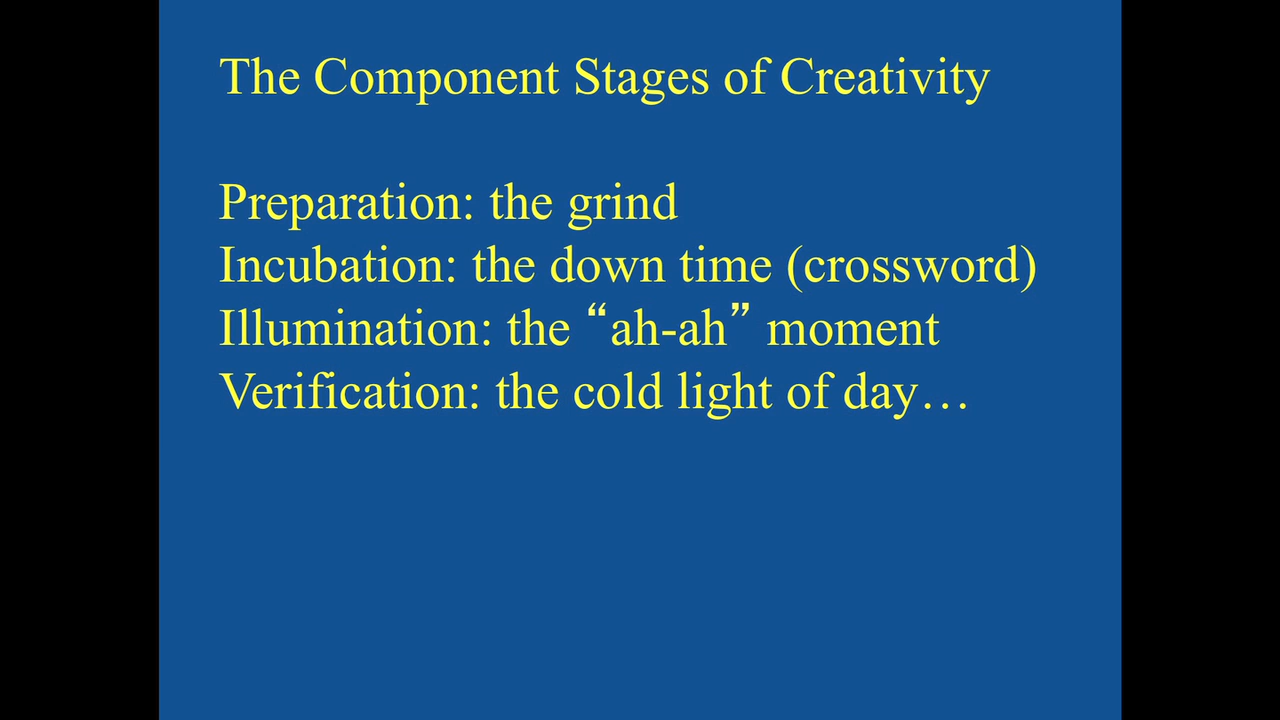 The Component Stages of Creativity
Preparation: the grind
Incubation: the down time (crossword)
Illumination: the “ah-ah” moment
Verification: the cold light of day…